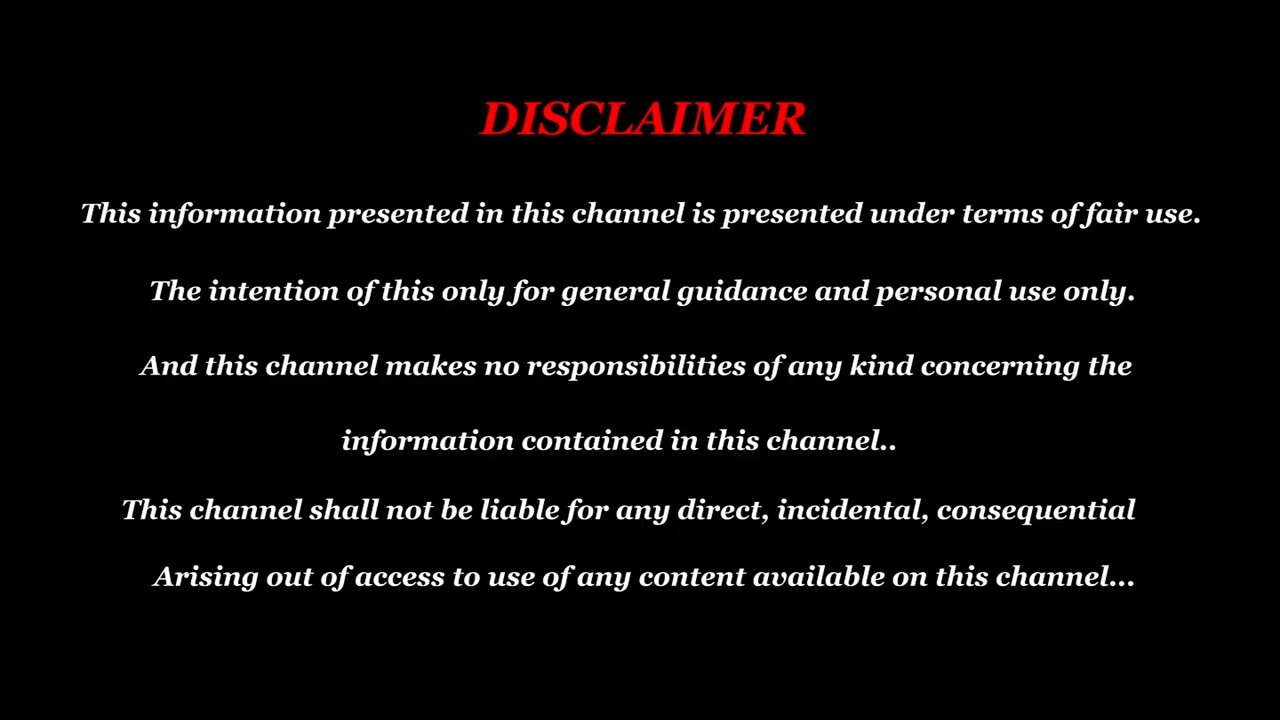 DISCLAIMER
This information presented in this channel is presented under terms of fair use.
The intention of this only for general guidance and personal use only.
And this channel makes no responsibilities of any kind concerning the
information contained in this channel..
This channel shall not be liable for any direct, incidental, consequential
Arising out of access to use of any content available on this channel...